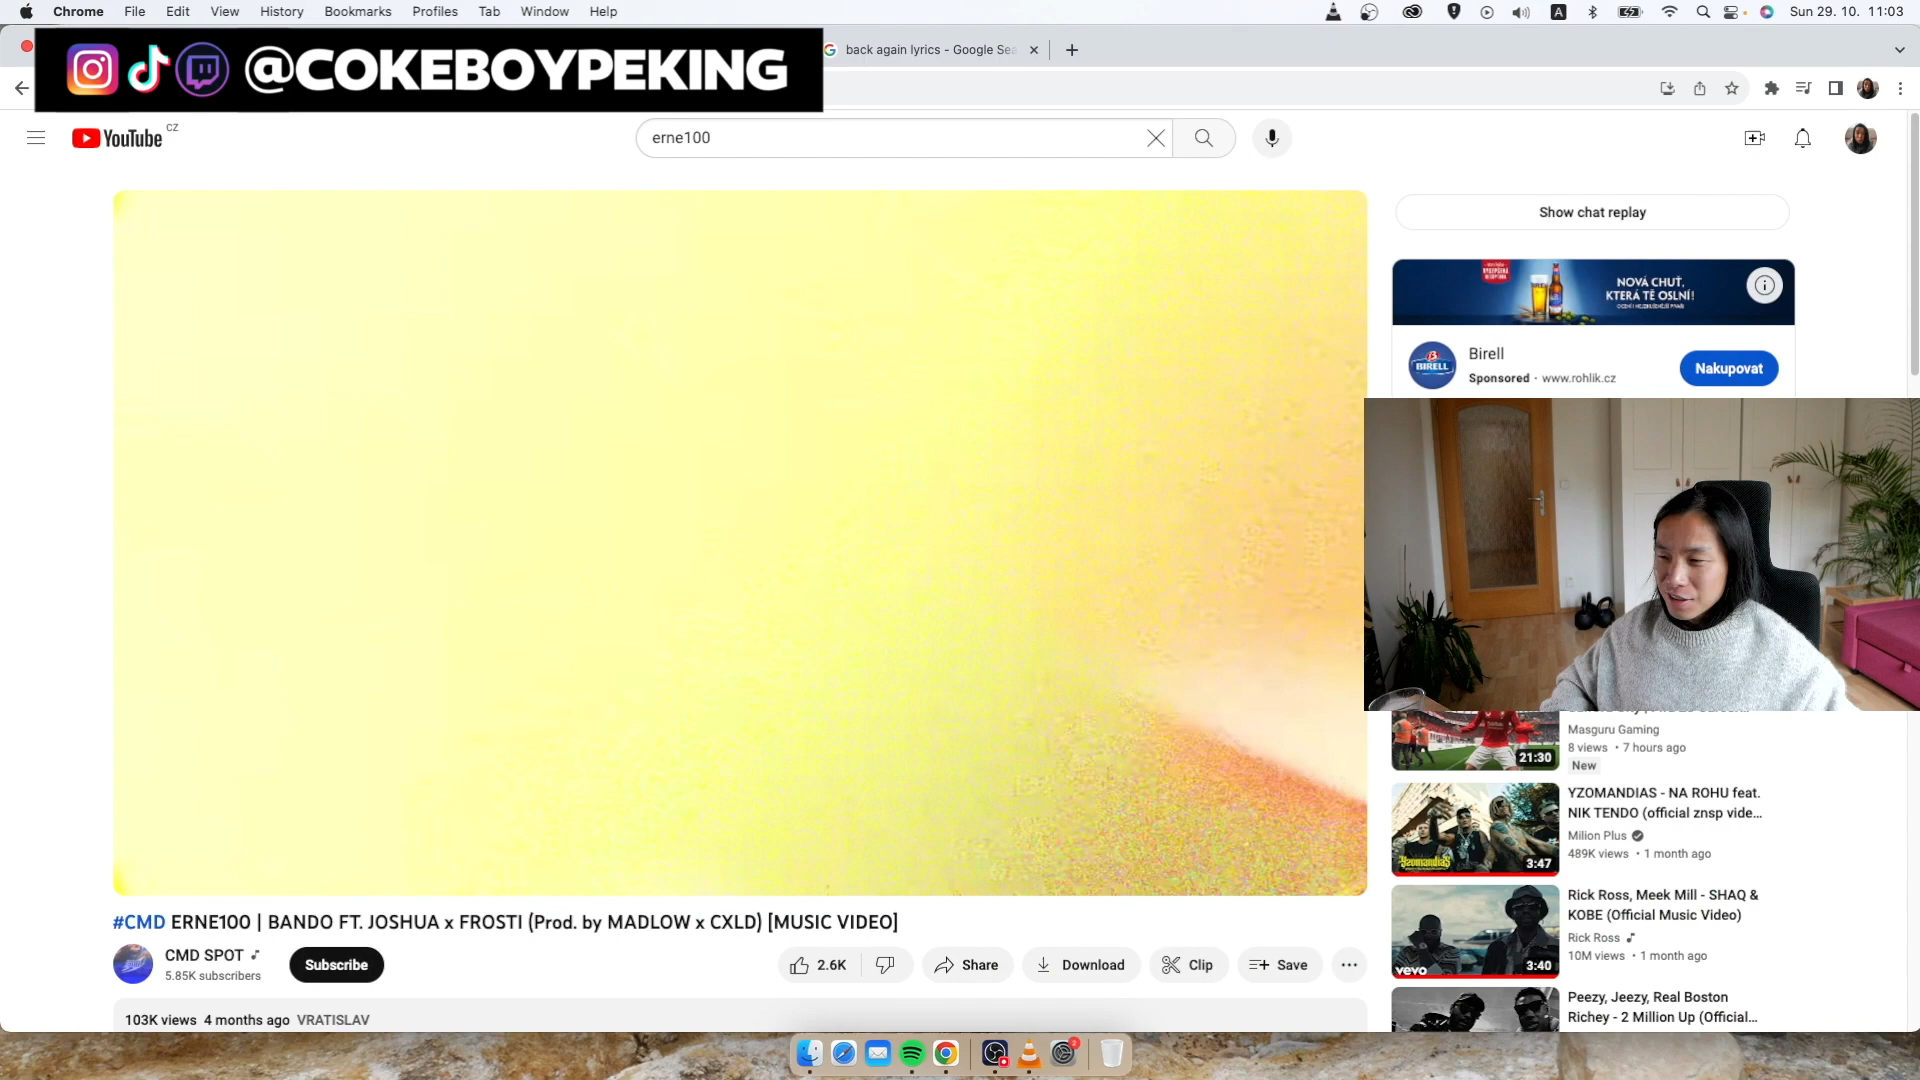 Chrome File Edit View History Bookmarks Profiles Tab Window Help
A
Sun 29. 10. 11:03
@COKEBOYPEKING
back again lyrics - Google Sea
YouTube CZ
erne100
Show chat replay
NOVÁ CHUŤ,
KTERÁ TĚ OSLNÍ!
Birell
BIRELL
Sponsored · www.rohlik.cz
Nakupovat
Masguru Gaming
8 views • 7 hours ago
New
21:30
YZOMANDIAS - NA ROHU feat.
NIK TENDO (official znsp vide...
Milion Plus
489K views • 1 month ago
Yzomandias
3:47
Rick Ross, Meek Mill - SHAQ &
KOBE (Official Music Video)
Rick Ross
10M views • 1 month ago
vevo
3:40
Peezy, Jeezy, Real Boston
Richey - 2 Million Up (Official...
#CMD ERNE100 | BANDO FT. JOSHUA x FROSTI (Prod. by MADLOW x CXLD) [MUSIC VIDEO]
CMD SPOT
5.85K subscribers
Subscribe
2.6K
Share
Download
Clip
Save
103K views 4 months ago VRATISLAV
2